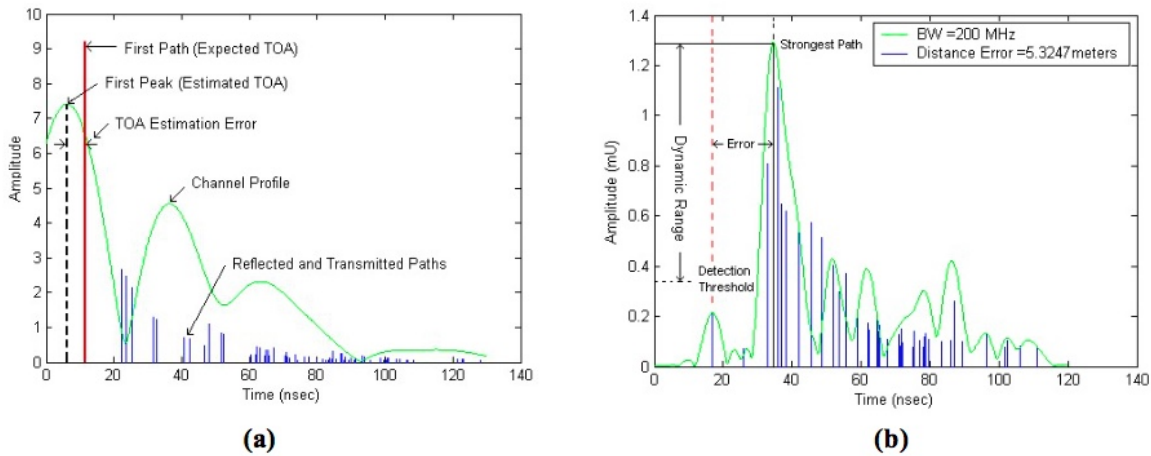 10
9
8
7
6
5
4
3
2
1
0
Amplitude
First Path (Expected TOA)
First Peak (Estimated TOA)
TOA Estimation Error
Channel Profile
Reflected and Transmitted Paths
0 20 40 60 80 100 120 140
Time (nsec)
(a)
1.4
1.2
1
0.8
0.6
0.4
0.2
0
Amplitude (mU)
Strongest Path
BW =200 MHz
Distance Error =5.3247meters
Dynamic Range
Error
Detection
Threshold
0 20 40 60 80 100 120 140
Time (nsec)
(b)